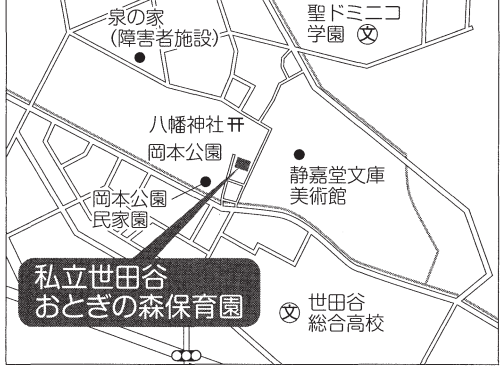 泉の家
(障害者施設)
聖ドミニコ
学園 文
八幡神社
岡本公園
静嘉堂文庫
美術館
岡本公園
民家園
私立世田谷
おとぎの森保育園
文 世田谷
総合高校